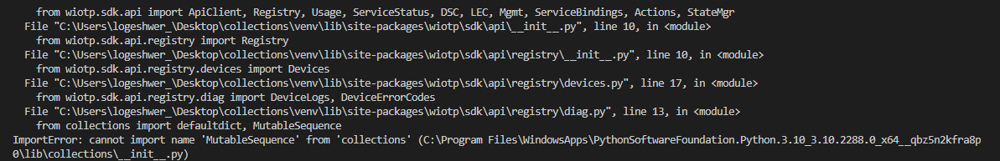 from wiotp.sdk.api import ApiClient, Registry, Usage, ServiceStatus, DSC, LEC, Mgmt, ServiceBindings, Actions, StateMgr
File "C:\Users\logeshwer_\Desktop\collections\venv\lib\site-packages\wiotp\sdk\api\__init__.py", line 10, in <module>
from wiotp.sdk.api.registry import Registry
File "C:\Users\logeshwer_\Desktop\collections\venv\lib\site-packages\wiotp\sdk\api\registry\__init__.py", line 10, in <module>
from wiotp.sdk.api.registry.devices import Devices
File "C:\Users\logeshwer_\Desktop\collections\venv\lib\site-packages\wiotp\sdk\api\registry\devices.py", line 17, in <module>
from wiotp.sdk.api.registry.diag import DeviceLogs, DeviceErrorCodes
File "C:\Users\logeshwer_\Desktop\collections\venv\lib\site-packages\wiotp\sdk\api\registry\diag.py", line 13, in <module>
from collections import defaultdict, MutableSequence
ImportError: cannot import name 'MutableSequence' from 'collections' (C:\Program Files\WindowsApps\PythonSoftwareFoundation.Python.3.10_3.10.2288.0_x64__qbz5n2kfra8p
0\lib\collections\__init__.py)